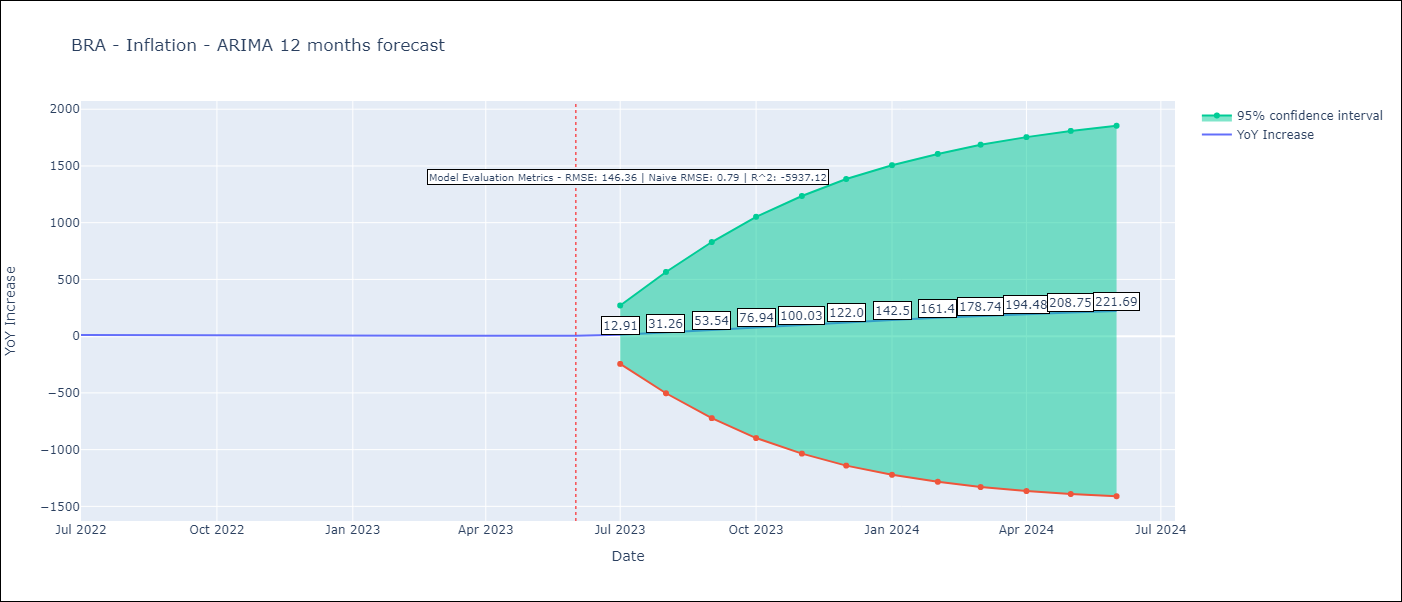 BRA - Inflation - ARIMA 12 months forecast
2000
1500
1000
500
0
−500
−1000
−1500
YoY Increase
Model Evaluation Metrics - RMSE: 146.36 | Naive RMSE: 0.79 | R^2: -5937.12
12.91
31.26
53.54
76.94
100.03
122.0
142.5
161.4
178.74
194.48
208.75
221.69
Jul 2022
Oct 2022
Jan 2023
Apr 2023
Jul 2023
Oct 2023
Jan 2024
Apr 2024
Jul 2024
Date
95% confidence interval
YoY Increase